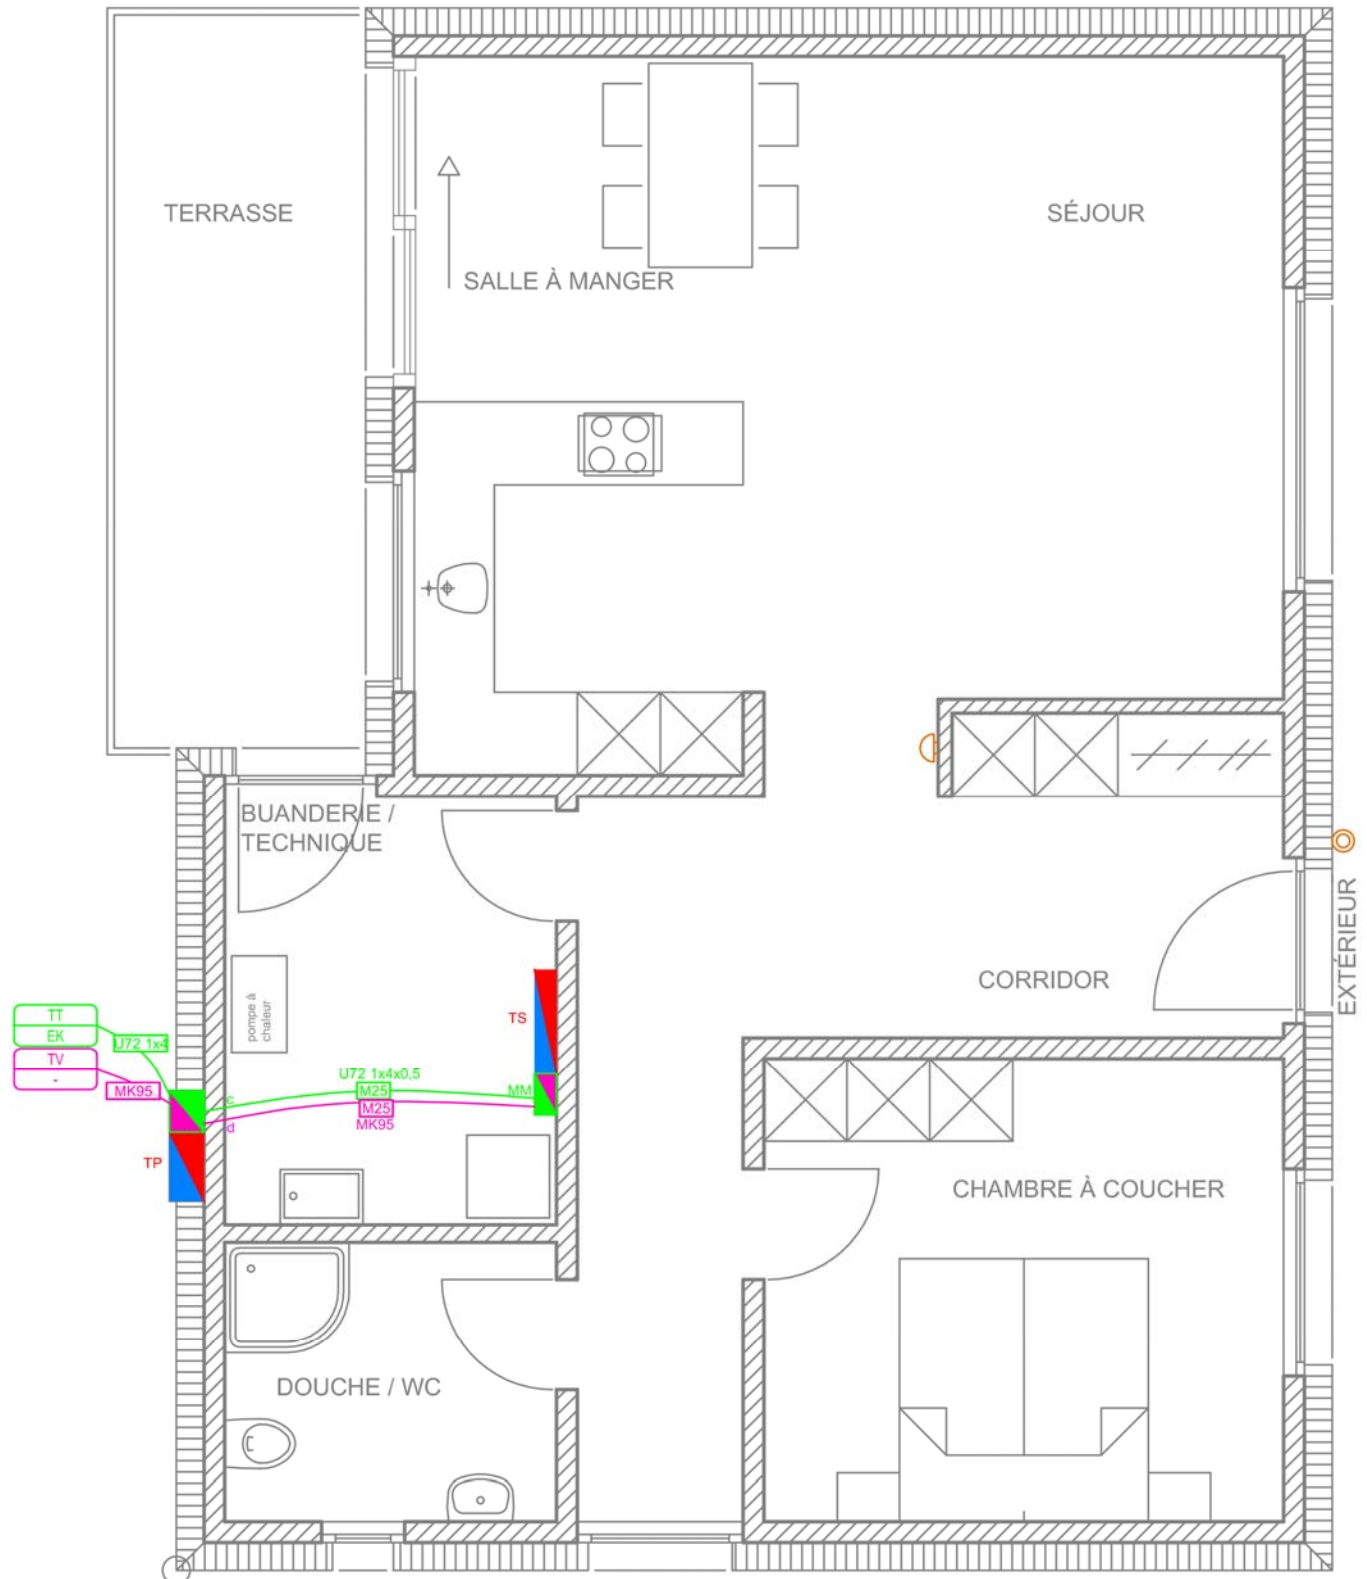 TERRASSE
SÉJOUR
SALLE À MANGER
BUANDERIE /
TECHNIQUE
EXTÉRIEUR
CORRIDOR
pompe à
chaleur
TS
TT
EK
U72 1x4
TV
-
MK95
c
d
U72 1x4x0,5
M25
M25
MK95
MM
TP
CHAMBRE À COUCHER
DOUCHE / WC